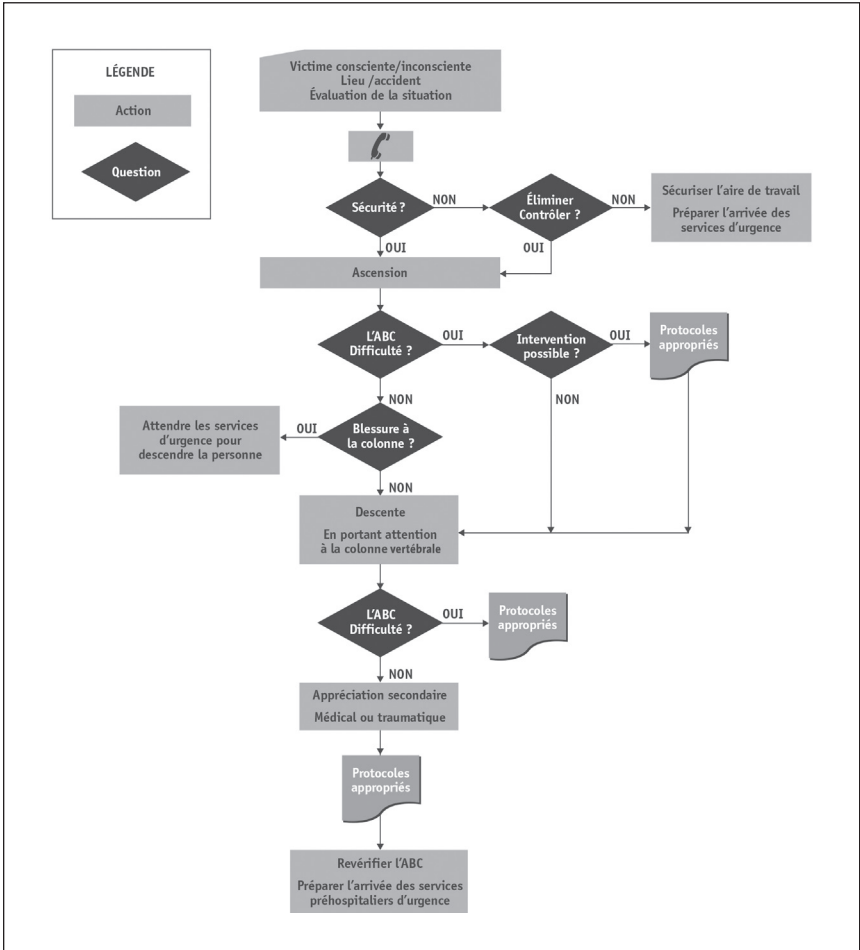 LÉGENDE
Action
Question
Victime consciente/inconsciente
Lieu /accident
Évaluation de la situation
Sécurité ?
NON
Éliminer
Contrôler ?
NON
Sécuriser l'aire de travail
Préparer l'arrivée des
services d'urgence
OUI
OUI
Ascension
L'ABC
Difficulté ?
OUI
Intervention
possible ?
OUI
Protocoles
appropriés
NON
NON
Attendre les services
d'urgence pour
descendre la personne
OUI
Blessure à
la colonne ?
NON
Descente
En portant attention
à la colonne vertébrale
L'ABC
Difficulté ?
OUI
Protocoles
appropriés
NON
Appréciation secondaire
Médical ou traumatique
Protocoles
appropriés
Revérifier l'ABC
Préparer l'arrivée des services
préhospitaliers d'urgence